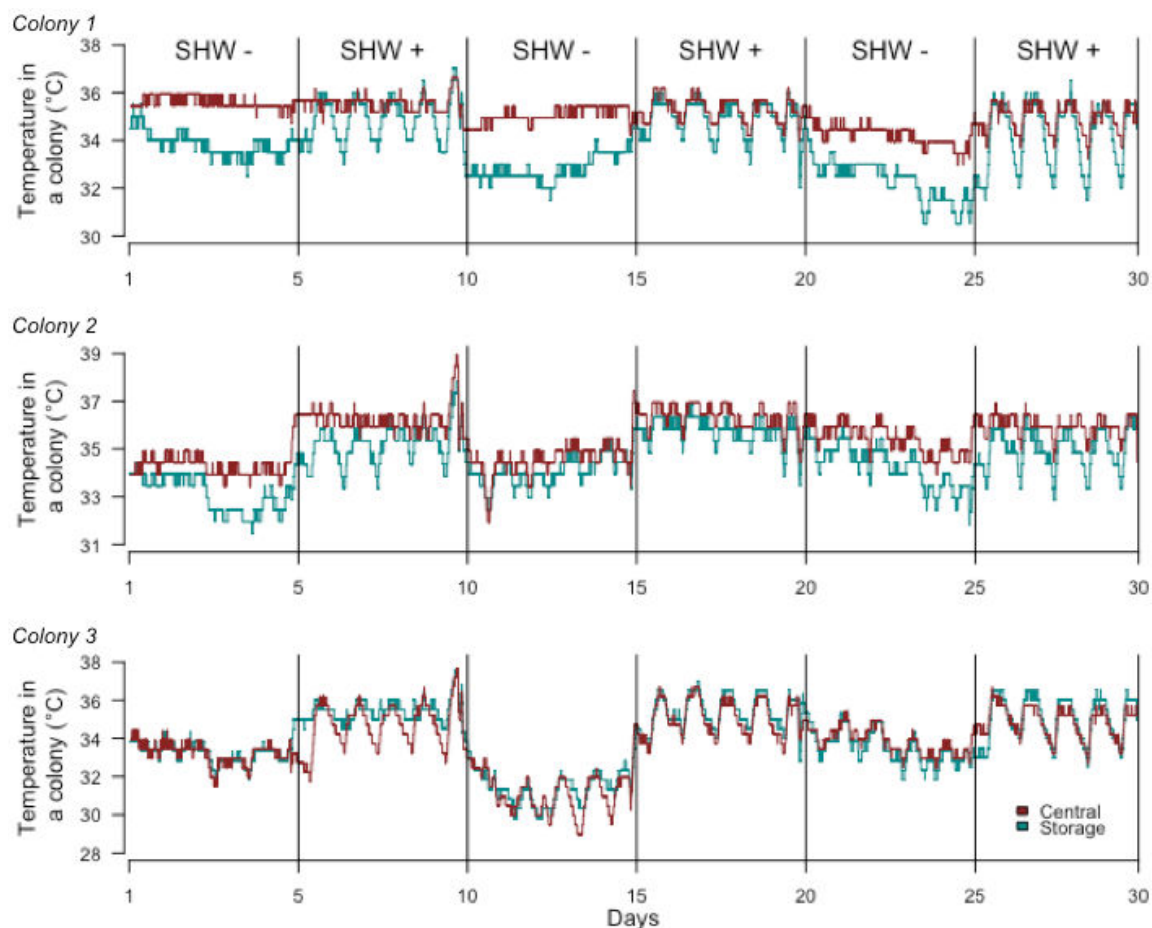 Colony 1
SHW - SHW + SHW - SHW + SHW - SHW +
Temperature in
a colony (°C)
38
36
34
32
30
1 5 10 15 20 25 30
Colony 2
Temperature in
a colony (°C)
39
37
35
33
31
1 5 10 15 20 25 30
Colony 3
Temperature in
a colony (°C)
38
36
34
32
30
28
Central
Storage
1 5 10 15 20 25 30
Days